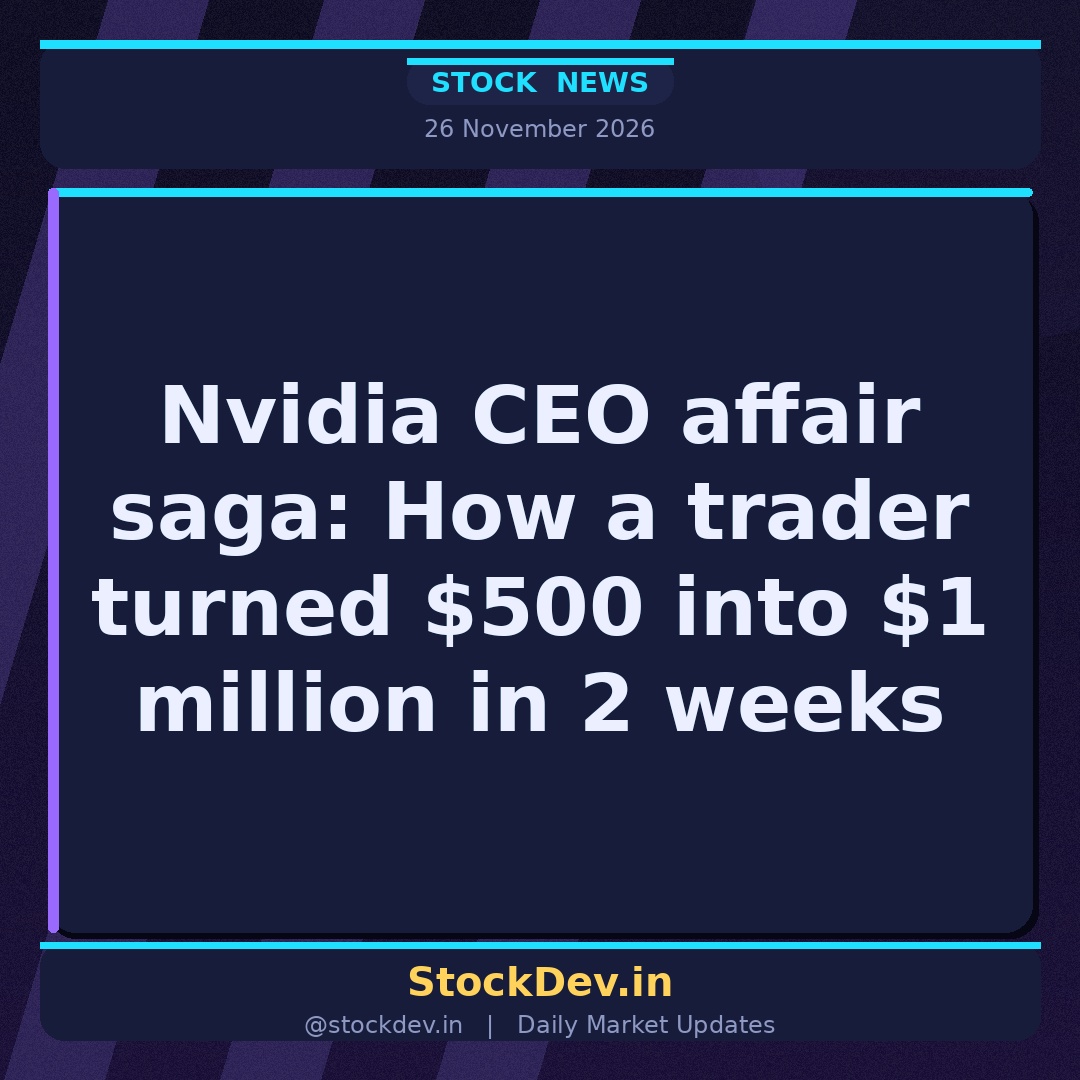 STOCK NEWS
26 November 2026
Nvidia CEO affair
saga: How a trader
turned $500 into $1
million in 2 weeks
StockDev.in
@stockdev.in | Daily Market Updates